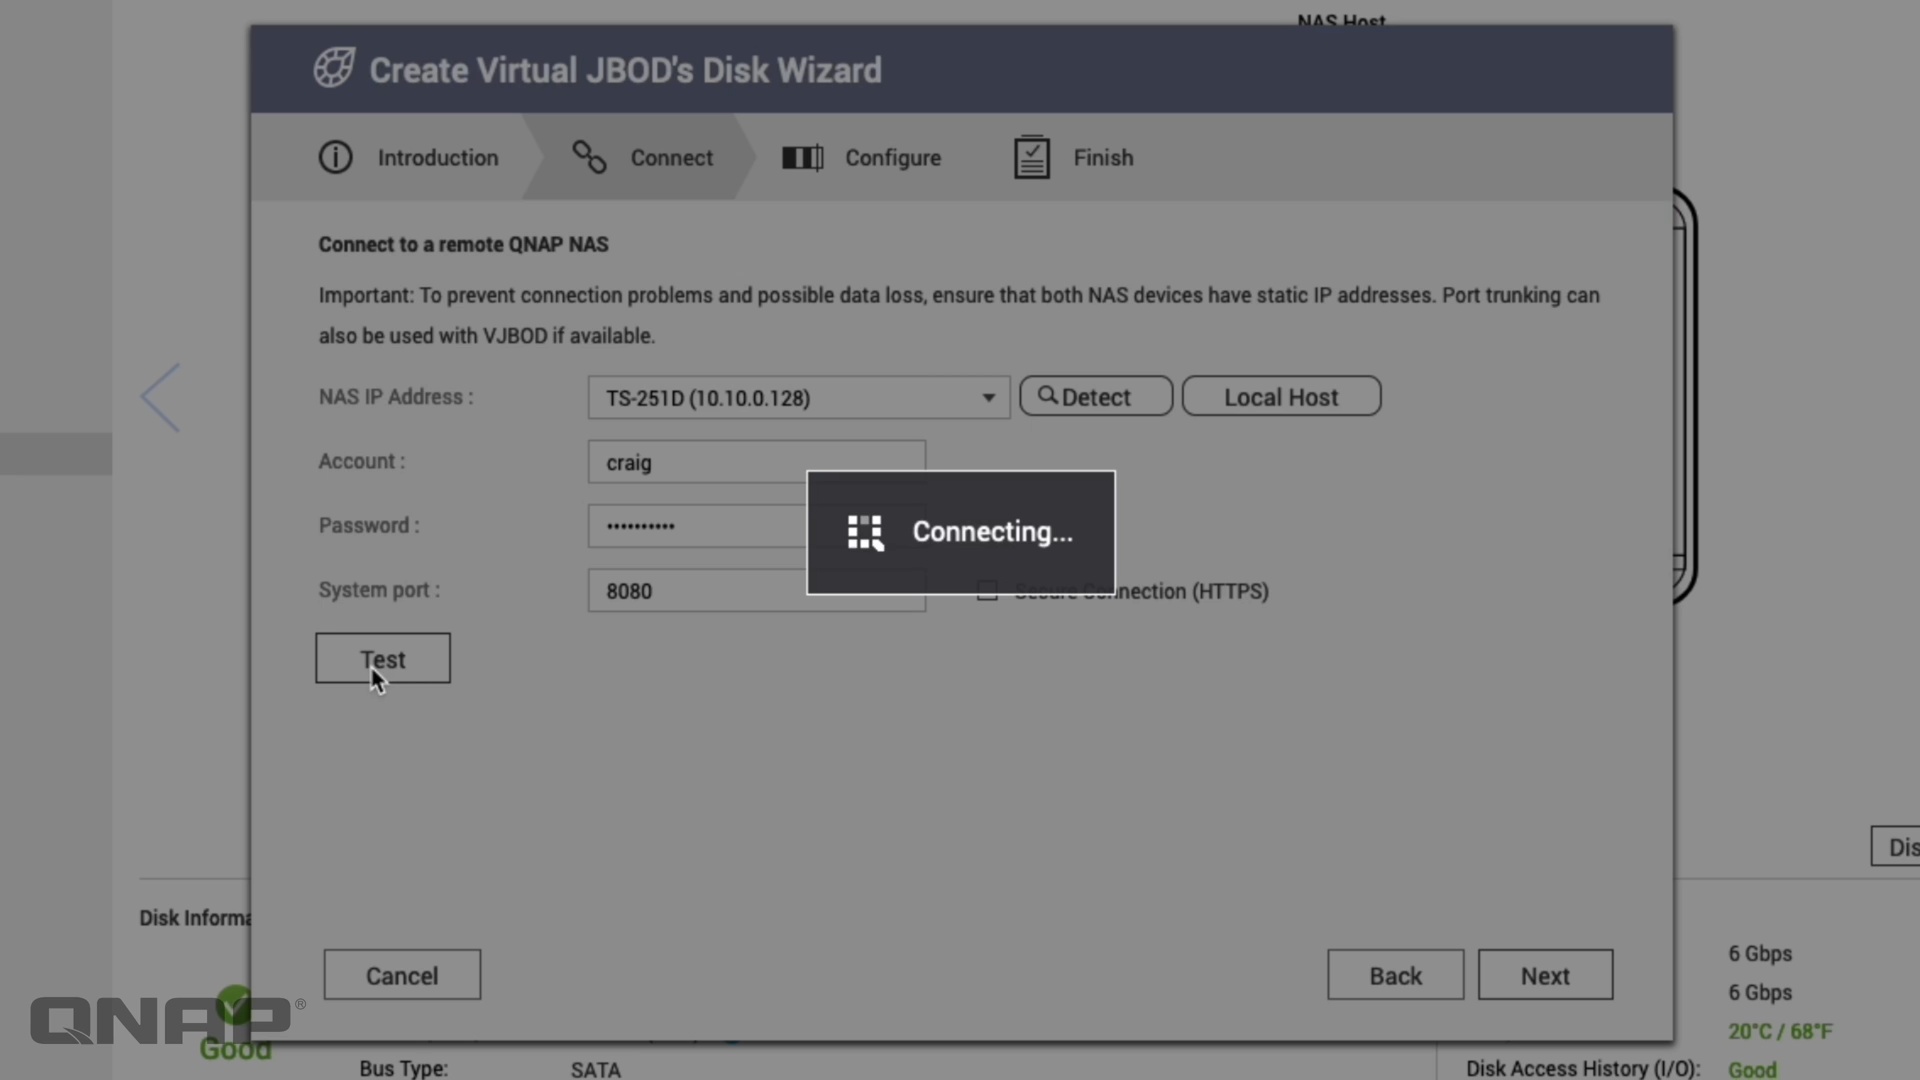 NAS Host
Create Virtual JBOD's Disk Wizard
Introduction
Connect
Configure
Finish
Connect to a remote QNAP NAS
Important: To prevent connection problems and possible data loss, ensure that both NAS devices have static IP addresses. Port trunking can
also be used with VJBOD if available.
NAS IP Address :
TS-251D (10.10.0.128)
Detect
Local Host
Account :
craig
Password :
••••••••••
Connecting...
System port :
8080
Secure Connection (HTTPS)
Test
Dis
Disk Informa
6 Gbps
Cancel
Back
Next
6 Gbps
QNAP®
20°C / 68°F
Good
Bus Type:
SATA
Disk Access History (I/O):
Good